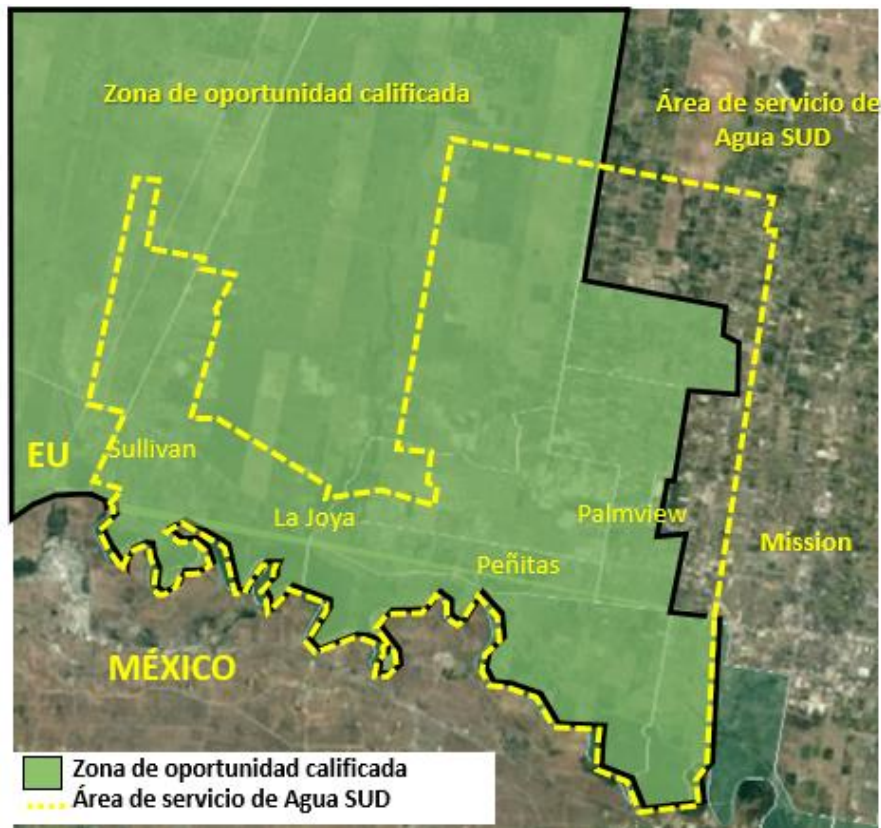 Zona de oportunidad calificada
Área de servicio de
Agua SUD
EU
Sullivan
La Joya
Palmview
Peñitas
Mission
MÉXICO
Zona de oportunidad calificada
Área de servicio de Agua SUD